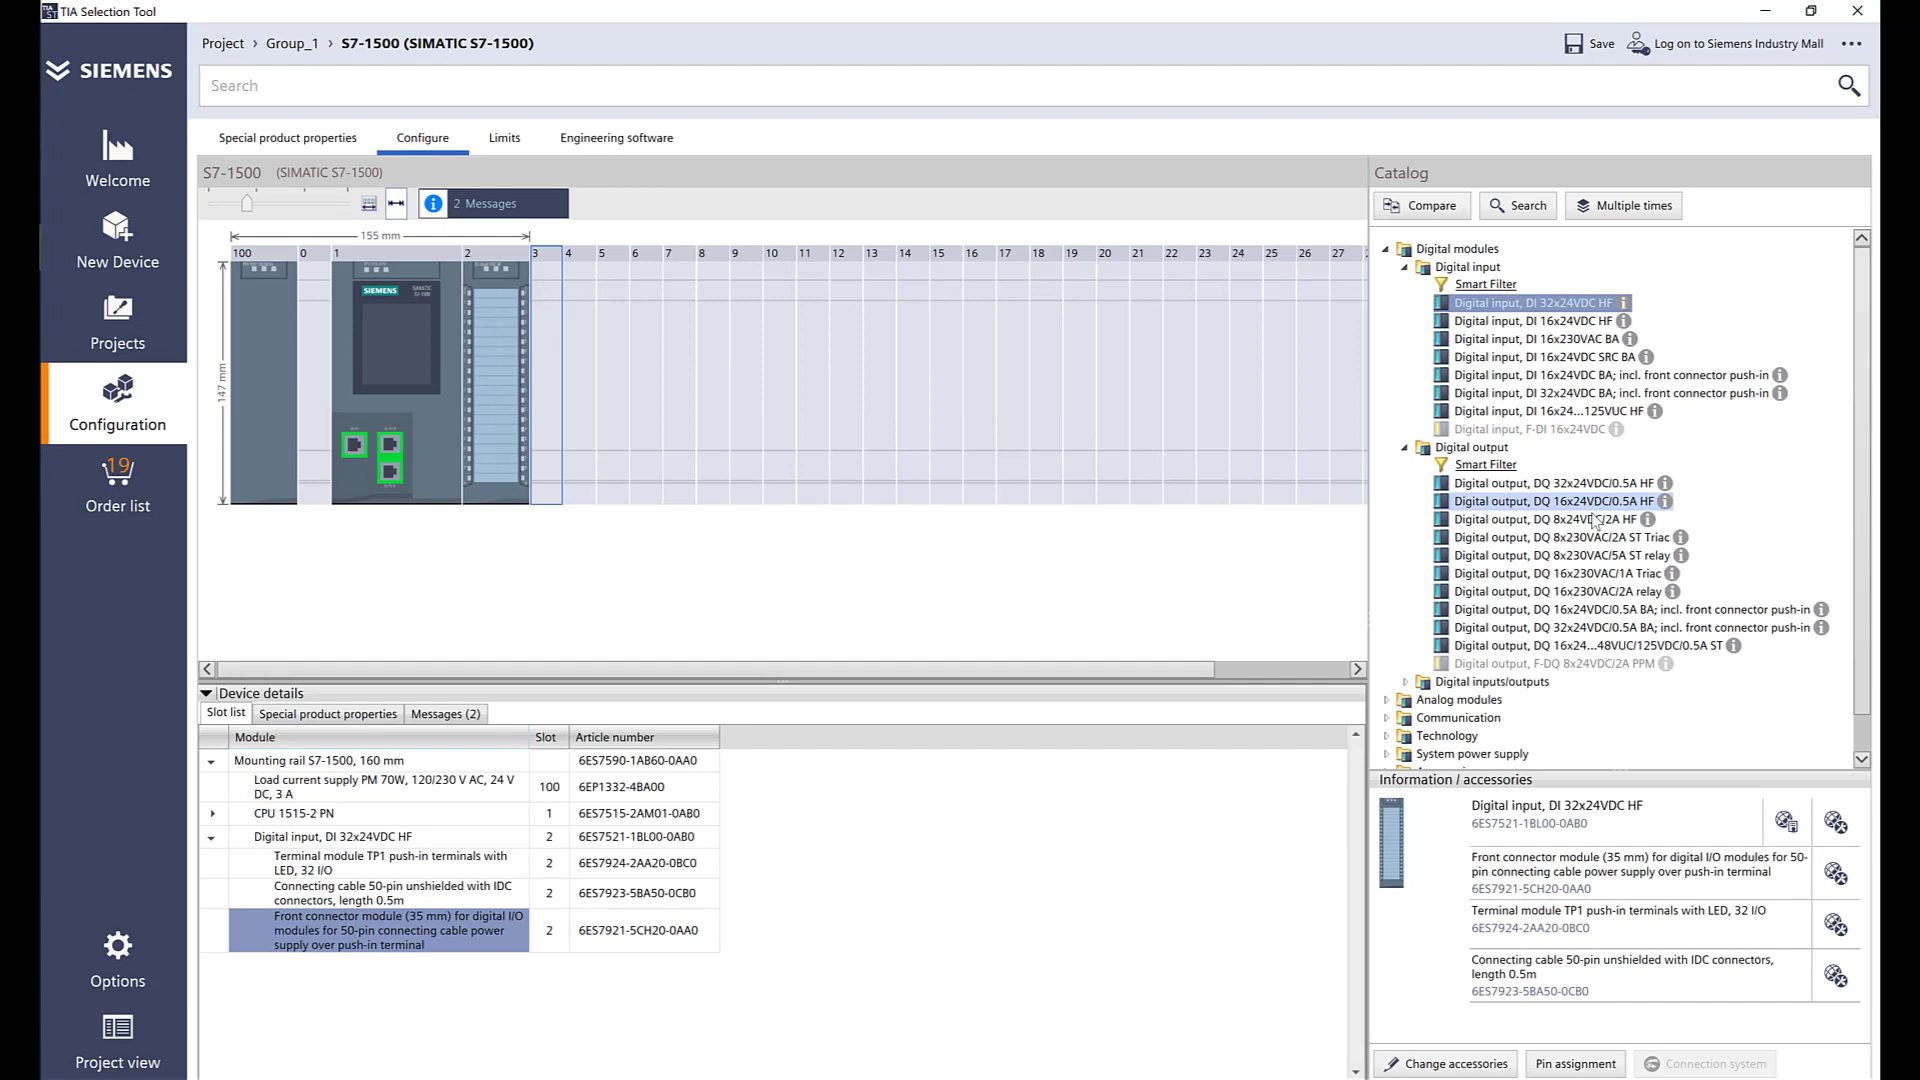 TIA Selection Tool
SIEMENS
Welcome
New Device
Projects
Configuration
19
Order list
Options
Project view
Project › Group_1 › S7-1500 (SIMATIC S7-1500)
Save
Log on to Siemens Industry Mall
Search
Special product properties
Configure
Limits
Engineering software
S7-1500 (SIMATIC S7-1500)
2 Messages
155 mm
100 0 1 2 3 4 5 6 7 8 9 10 11 12 13 14 15 16 17 18 19 20 21 22 23 24 25 26 27
147 mm
SIEMENS
SIMATIC
S7-1500
Device details
Slot list
Special product properties
Messages (2)
Module Slot Article number
Mounting rail S7-1500, 160 mm 6ES7590-1AB60-0AA0
Load current supply PM 70W, 120/230 V AC, 24 V
DC, 3 A
100 6EP1332-4BA00
CPU 1515-2 PN 1 6ES7515-2AM01-0AB0
Digital input, DI 32x24VDC HF 2 6ES7521-1BL00-0AB0
Terminal module TP1 push-in terminals with
LED, 32 I/O
2 6ES7924-2AA20-0BC0
Connecting cable 50-pin unshielded with IDC
connectors, length 0.5m
2 6ES7923-5BA50-0CB0
Front connector module (35 mm) for digital I/O
modules for 50-pin connecting cable power
supply over push-in terminal
2 6ES7921-5CH20-0AA0
Catalog
Compare
Search
Multiple times
Digital modules
Digital input
Smart Filter
Digital input, DI 32x24VDC HF
Digital input, DI 16x24VDC HF
Digital input, DI 16x230VAC BA
Digital input, DI 16x24VDC SRC BA
Digital input, DI 16x24VDC BA; incl. front connector push-in
Digital input, DI 32x24VDC BA; incl. front connector push-in
Digital input, DI 16x24...125VUC HF
Digital input, F-DI 16x24VDC
Digital output
Smart Filter
Digital output, DQ 32x24VDC/0.5A HF
Digital output, DQ 16x24VDC/0.5A HF
Digital output, DQ 8x24VDC/2A HF
Digital output, DQ 8x230VAC/2A ST Triac
Digital output, DQ 8x230VAC/5A ST relay
Digital output, DQ 16x230VAC/1A Triac
Digital output, DQ 16x230VAC/2A relay
Digital output, DQ 16x24VDC/0.5A BA; incl. front connector push-in
Digital output, DQ 32x24VDC/0.5A BA; incl. front connector push-in
Digital output, DQ 16x24...48VUC/125VDC/0.5A ST
Digital output, F-DQ 8x24VDC/2A PPM
Digital inputs/outputs
Analog modules
Communication
Technology
System power supply
Information / accessories
Digital input, DI 32x24VDC HF
6ES7521-1BL00-0AB0
Front connector module (35 mm) for digital I/O modules for 50-
pin connecting cable power supply over push-in terminal
6ES7921-5CH20-0AA0
Terminal module TP1 push-in terminals with LED, 32 I/O
6ES7924-2AA20-0BC0
Connecting cable 50-pin unshielded with IDC connectors,
length 0.5m
6ES7923-5BA50-0CB0
Change accessories
Pin assignment
Connection system